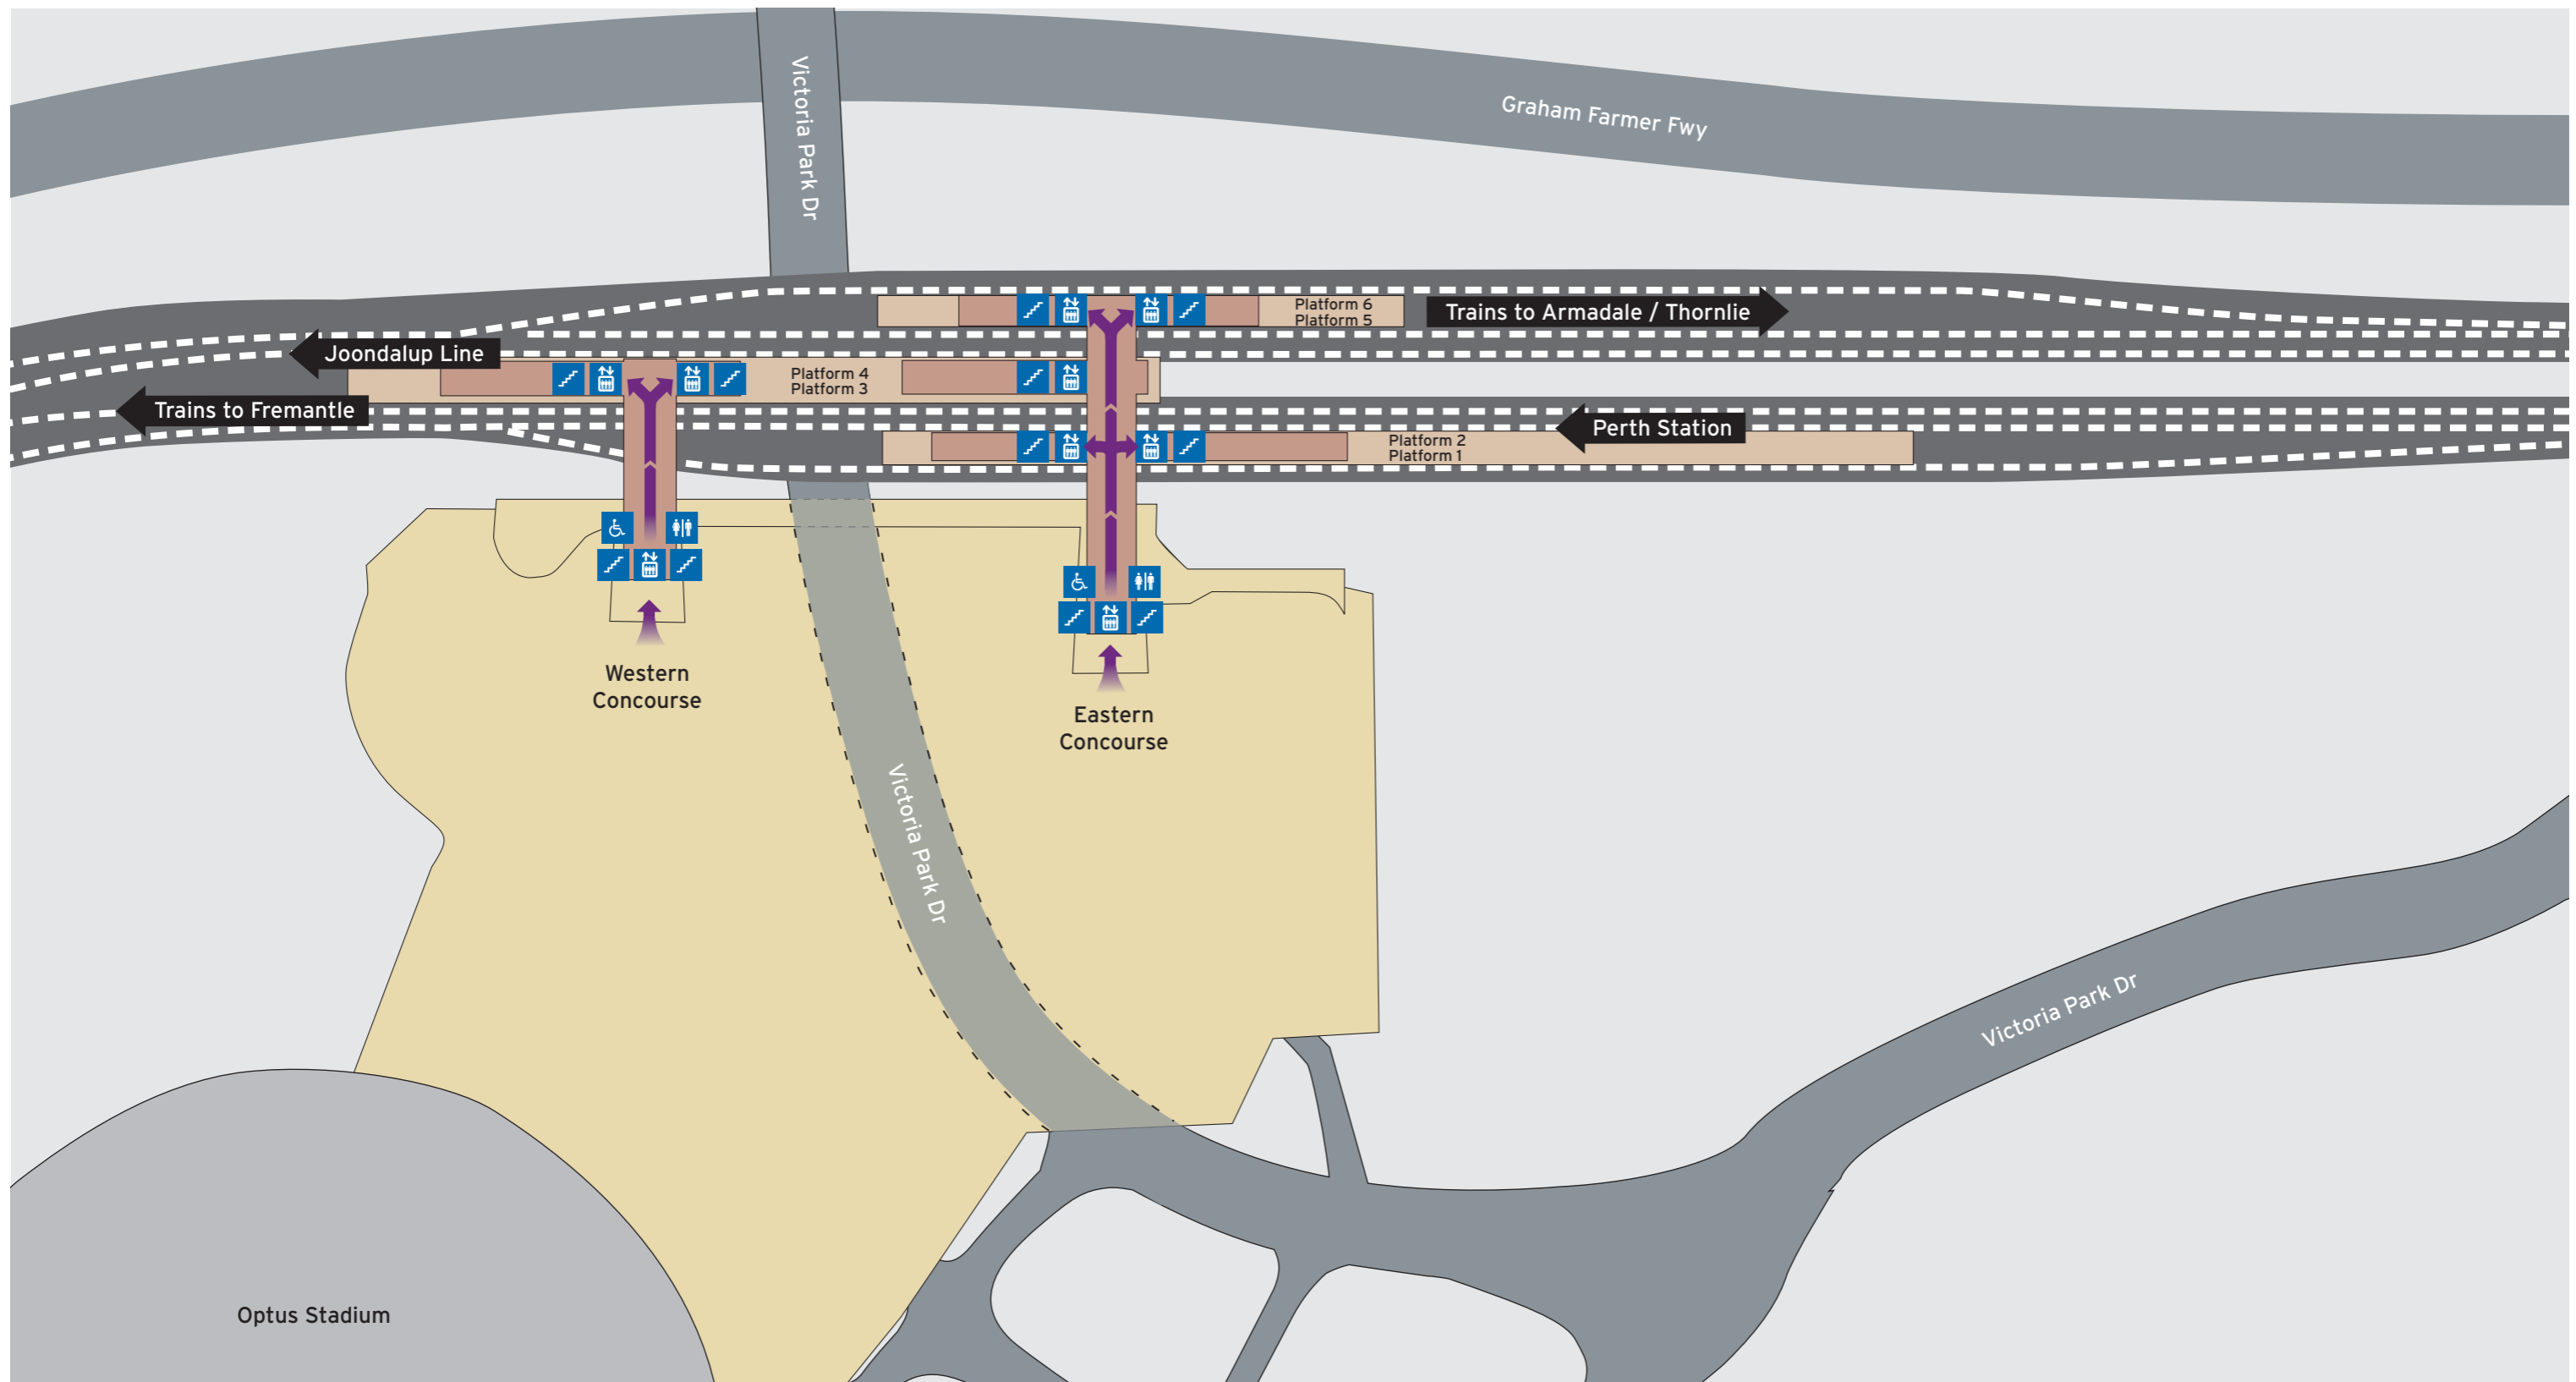 Victoria Park Dr
Graham Farmer Fwy
Platform 6
Platform 5
Trains to Armadale / Thornlie
Joondalup Line
Platform 4
Platform 3
Trains to Fremantle
Perth Station
Platform 2
Platform 1
Western
Concourse
Eastern
Concourse
Victoria Park Dr
Victoria Park Dr
Optus Stadium